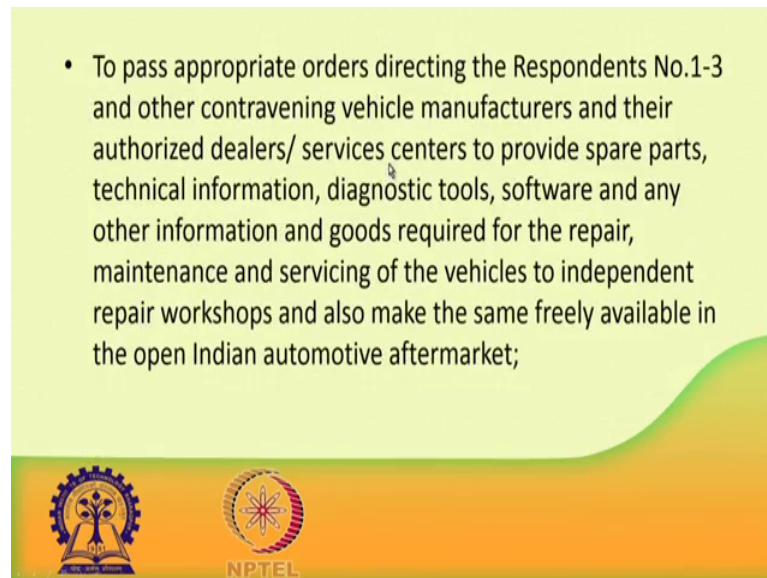 • To pass appropriate orders directing the Respondents No.1-3
and other contravening vehicle manufacturers and their
authorized dealers/ services centers to provide spare parts,
technical information, diagnostic tools, software and any
other information and goods required for the repair,
maintenance and servicing of the vehicles to independent
repair workshops and also make the same freely available in
the open Indian automotive aftermarket;
NPTEL